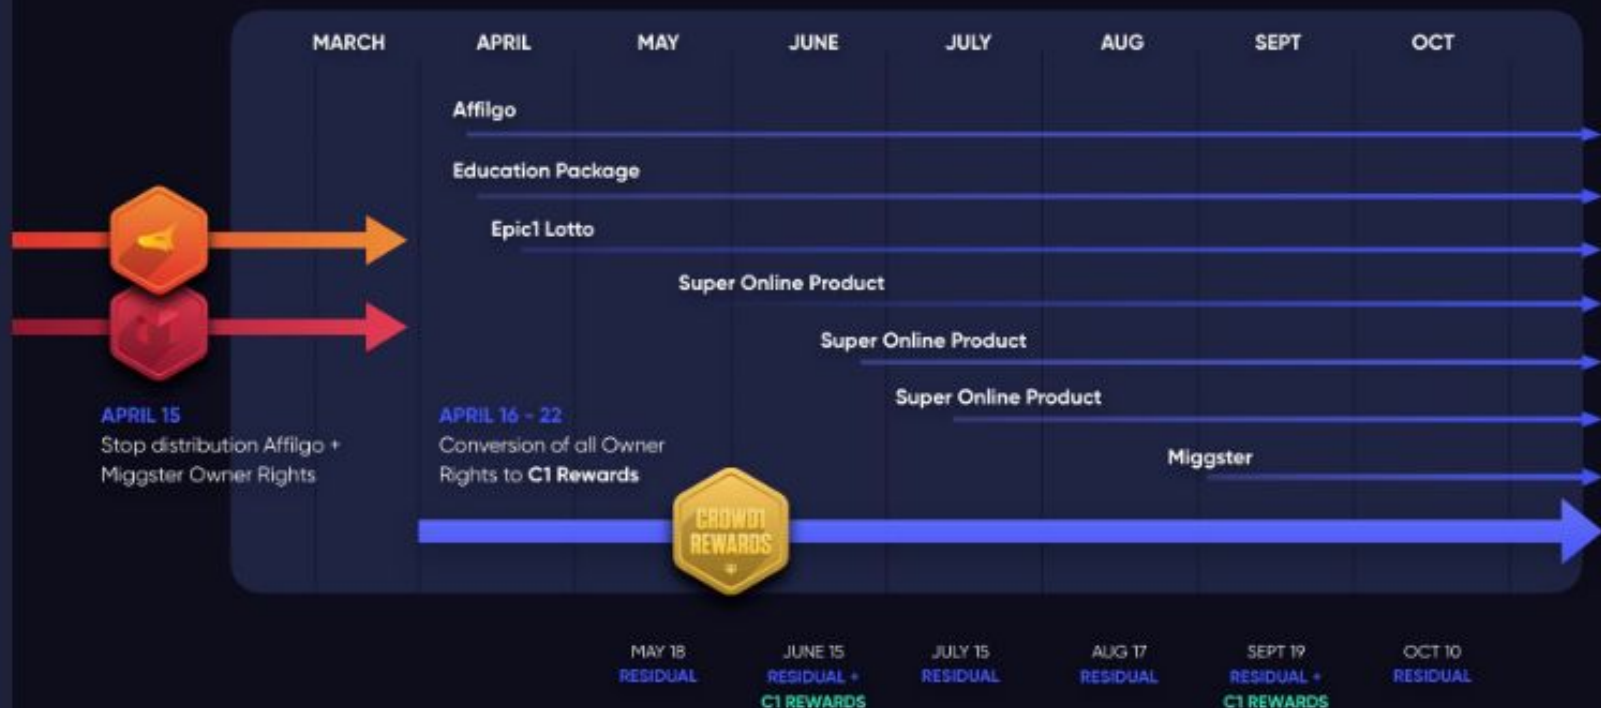 MARCH APRIL MAY JUNE JULY AUG SEPT OCT
Affilgo
Education Package
Epic1 Lotto
Super Online Product
Super Online Product
Super Online Product
Miggster
APRIL 15
Stop distribution Affilgo +
Miggster Owner Rights
APRIL 16 - 22
Conversion of all Owner
Rights to C1 Rewards
CROWD1
REWARDS
MAY 18 JUNE 15 JULY 15 AUG 17 SEPT 19 OCT 10
RESIDUAL RESIDUAL + RESIDUAL RESIDUAL RESIDUAL + RESIDUAL
C1 REWARDS C1 REWARDS